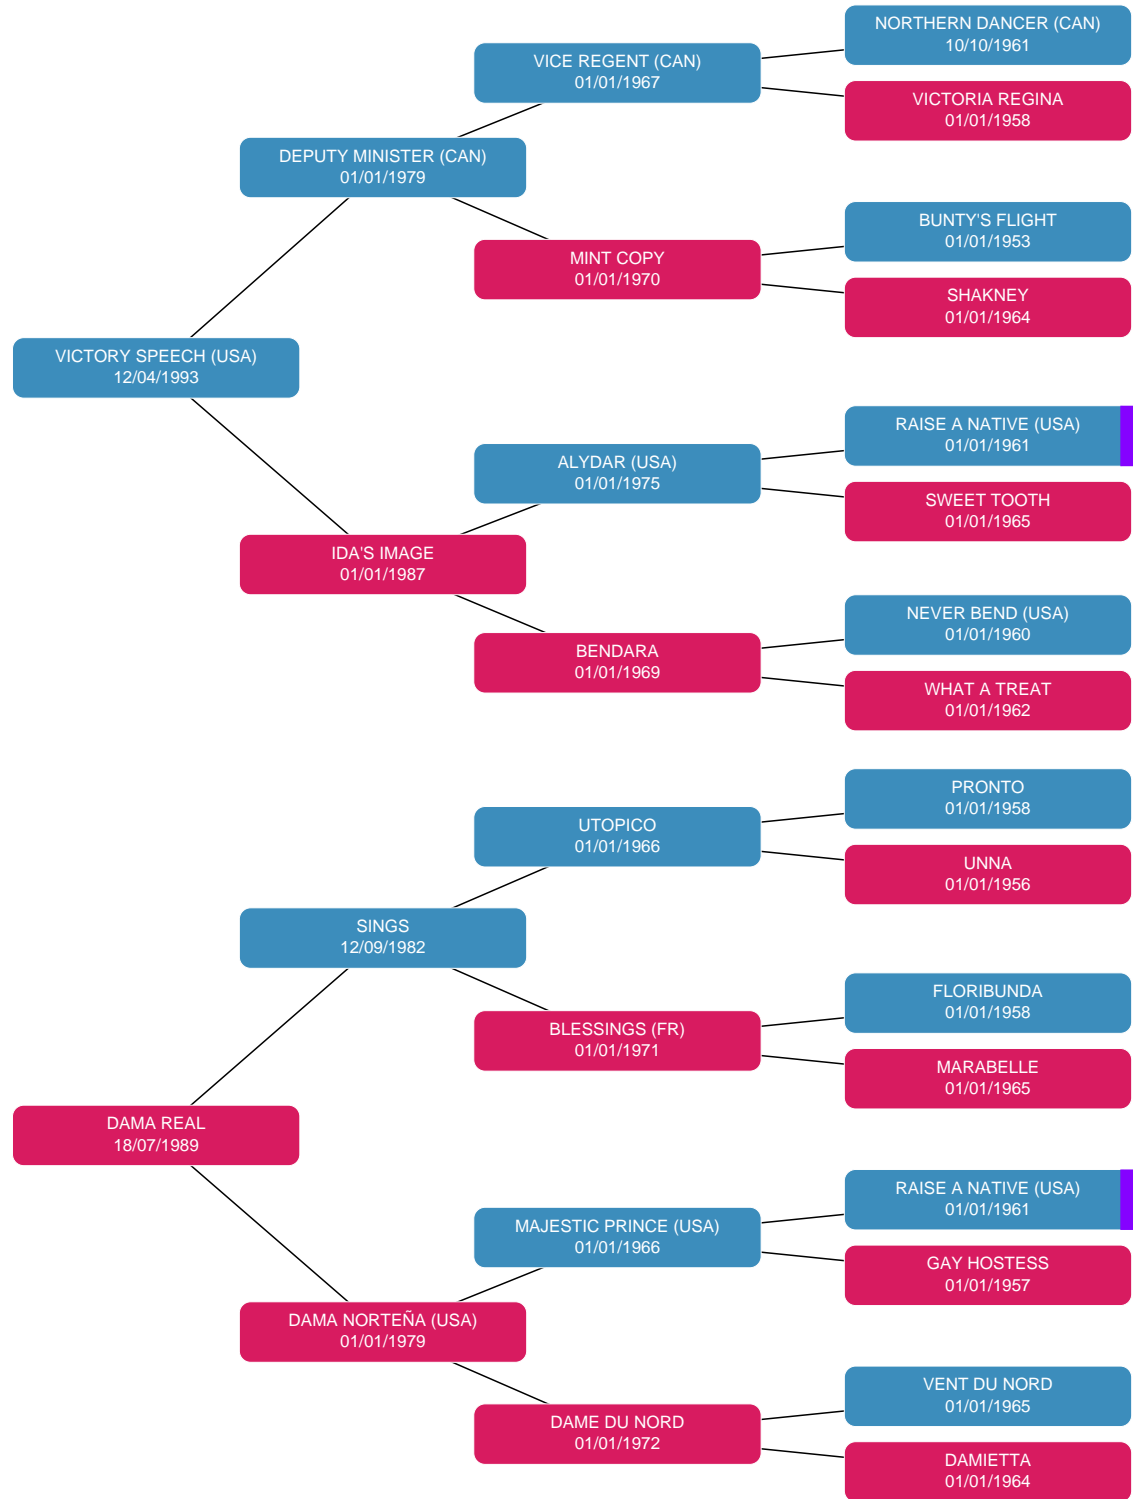 NORTHERN DANCER (CAN)
10/10/1961
VICE REGENT (CAN)
01/01/1967
VICTORIA REGINA
01/01/1958
DEPUTY MINISTER (CAN)
01/01/1979
BUNTY'S FLIGHT
01/01/1953
MINT COPY
01/01/1970
SHAKNEY
01/01/1964
VICTORY SPEECH (USA)
12/04/1993
RAISE A NATIVE (USA)
01/01/1961
ALYDAR (USA)
01/01/1975
SWEET TOOTH
01/01/1965
IDA'S IMAGE
01/01/1987
NEVER BEND (USA)
01/01/1960
BENDARA
01/01/1969
WHAT A TREAT
01/01/1962
PRONTO
01/01/1958
UTOPICO
01/01/1966
UNNA
01/01/1956
SINGS
12/09/1982
FLORIBUNDA
01/01/1958
BLESSINGS (FR)
01/01/1971
MARABELLE
01/01/1965
DAMA REAL
18/07/1989
RAISE A NATIVE (USA)
01/01/1961
MAJESTIC PRINCE (USA)
01/01/1966
GAY HOSTESS
01/01/1957
DAMA NORTEÑA (USA)
01/01/1979
VENT DU NORD
01/01/1965
DAME DU NORD
01/01/1972
DAMIETTA
01/01/1964